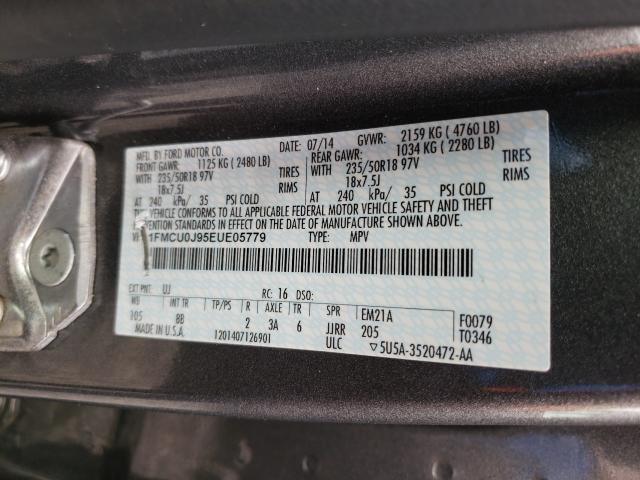 MFD. BY FORD MOTOR CO. DATE: 07/14 GVWR: 2159 KG ( 4760 LB)
FRONT GAWR: 1125 KG ( 2480 LB) REAR GAWR: 1034 KG ( 2280 LB)
WITH 235/50R18 97V TIRES WITH 235/50R18 97V TIRES
18x7.5J RIMS 18x7.5J RIMS
AT 240 kPa/ 35 PSI COLD AT 240 kPa/ 35 PSI COLD
THIS VEHICLE CONFORMS TO ALL APPLICABLE FEDERAL MOTOR VEHICLE SAFETY AND THEFT
PREVENTION STANDARDS IN EFFECT ON THE DATE OF MANUFACTURE SHOWN ABOVE.
1FMCU0J95EUE05779 TYPE: MPV
EXT PNT: UJ RC: 16 DSO:
WB INT TR TP/PS R AXLE TR SPR EM21A F0079
105 BB 2 3A 6 JJRR 205 T0346
MADE IN U.S.A. 1201407126901 ULC ▽5U5A-3520472-AA